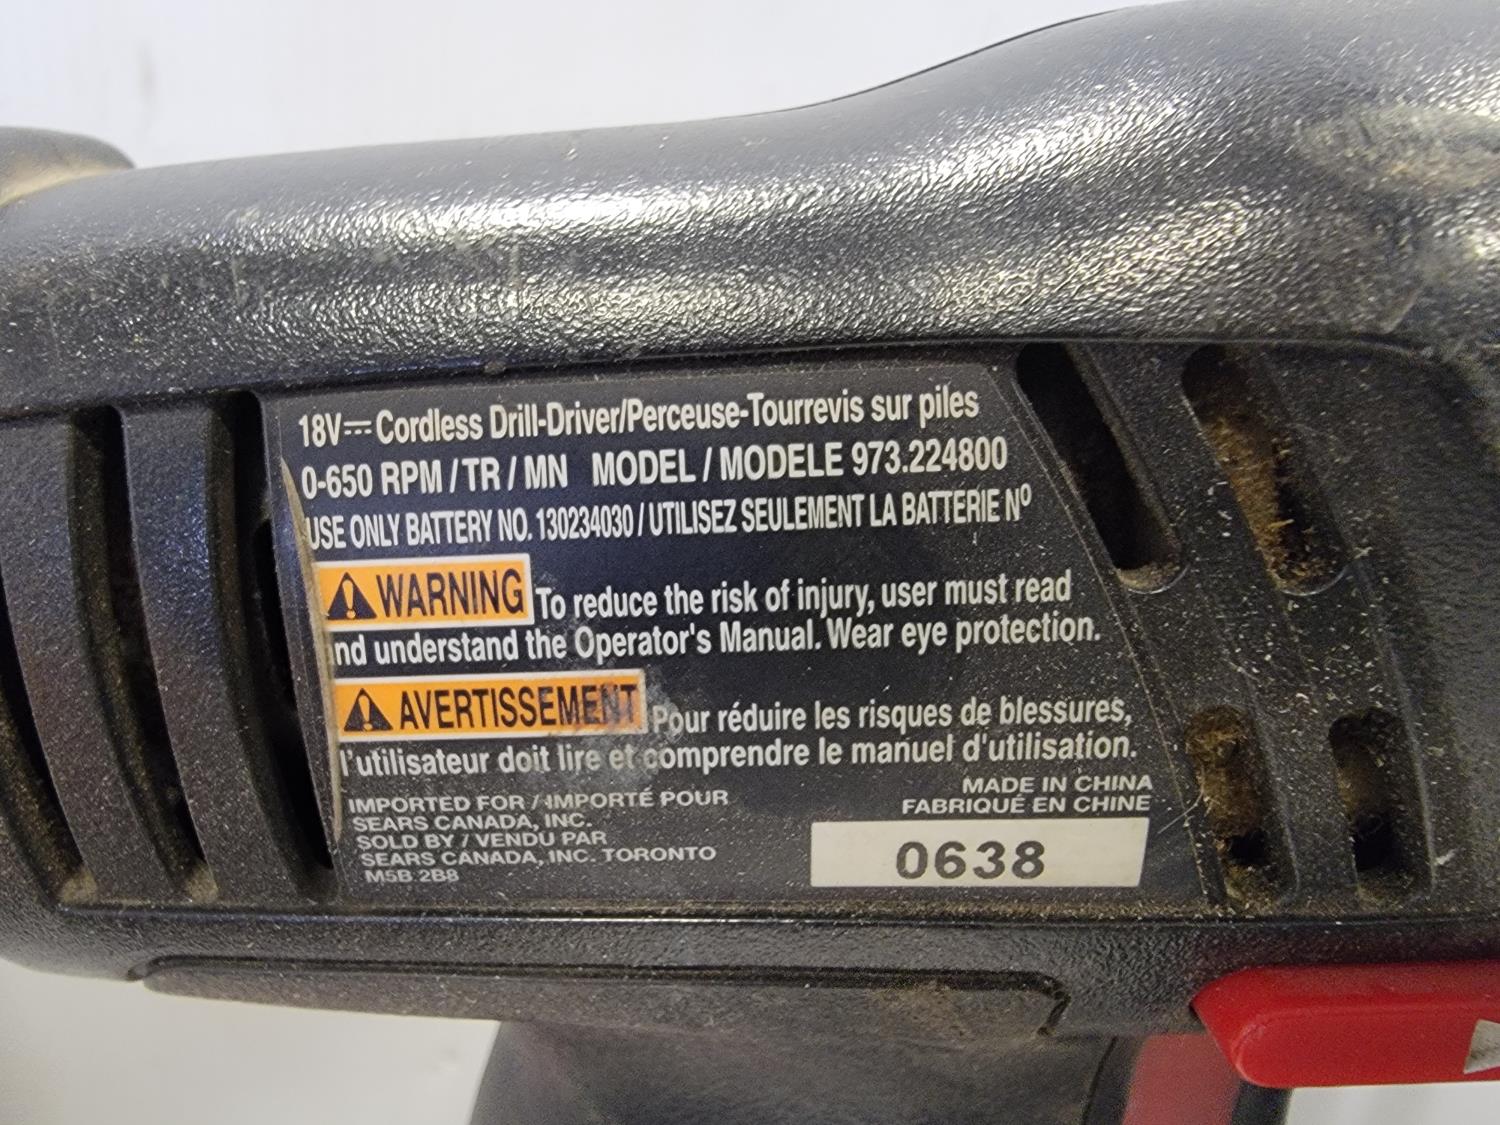 18V⎓Cordless Drill-Driver/Perceuse-Tourrevis sur piles
0-650 RPM / TR / MN MODEL / MODELE 973.224800
USE ONLY BATTERY NO. 130234030 / UTILISEZ SEULEMENT LA BATTERIE Nº
WARNING To reduce the risk of injury, user must read
nd understand the Operator's Manual. Wear eye protection.
AVERTISSEMENT Pour réduire les risques de blessures,
l'utilisateur doit lire et comprendre le manuel d'utilisation.
IMPORTED FOR / IMPORTÉ POUR
SEARS CANADA, INC.
SOLD BY / VENDU PAR
SEARS CANADA, INC. TORONTO
M5B 2B8
MADE IN CHINA
FABRIQUÉ EN CHINE
0638